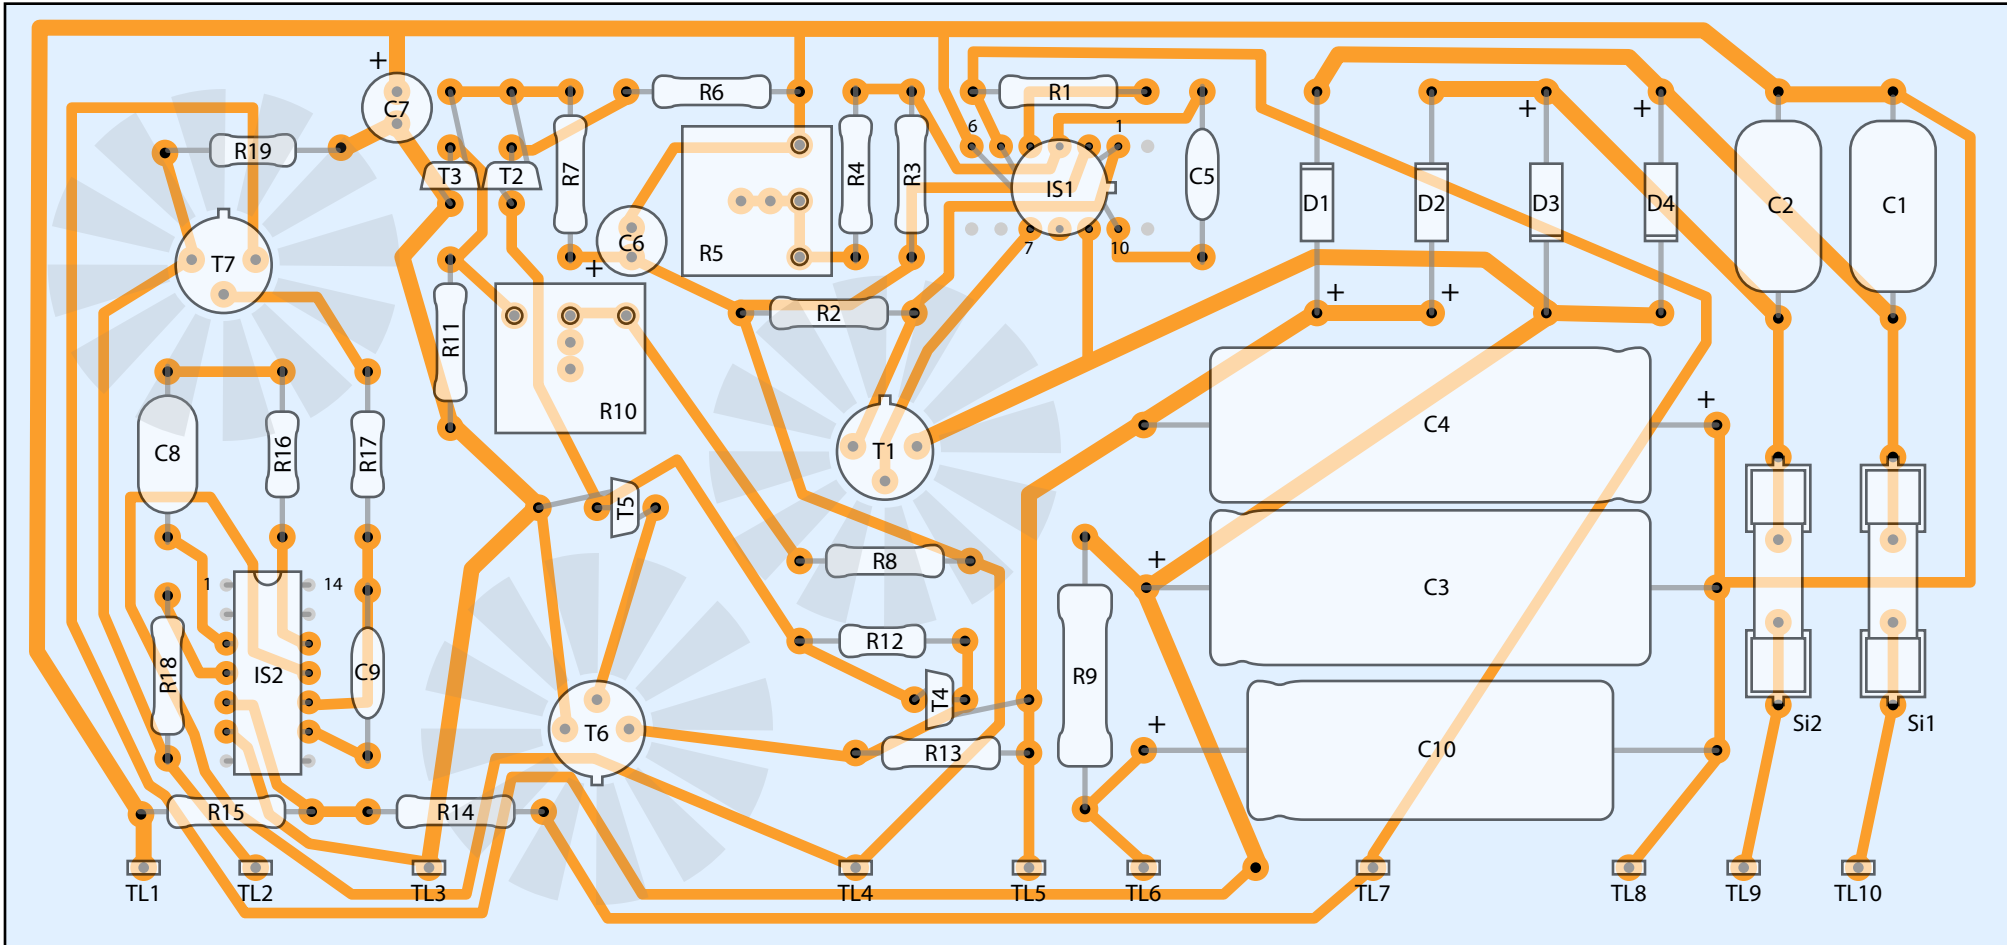 +
C7
R19
T3
T2
R7
R6
R4
R3
6
R1
1
IS1
7
10
C5
D1
D2
+
D3
+
D4
C2
C1
T7
C6
+
R5
R2
+
+
R11
R10
C8
R16
R17
T1
C4
+
T5
R8
+
C3
1
14
R18
IS2
C9
R12
T4
R9
T6
R13
+
C10
Si2
Si1
R15
R14
TL1
TL2
TL3
TL4
TL5
TL6
TL7
TL8
TL9
TL10